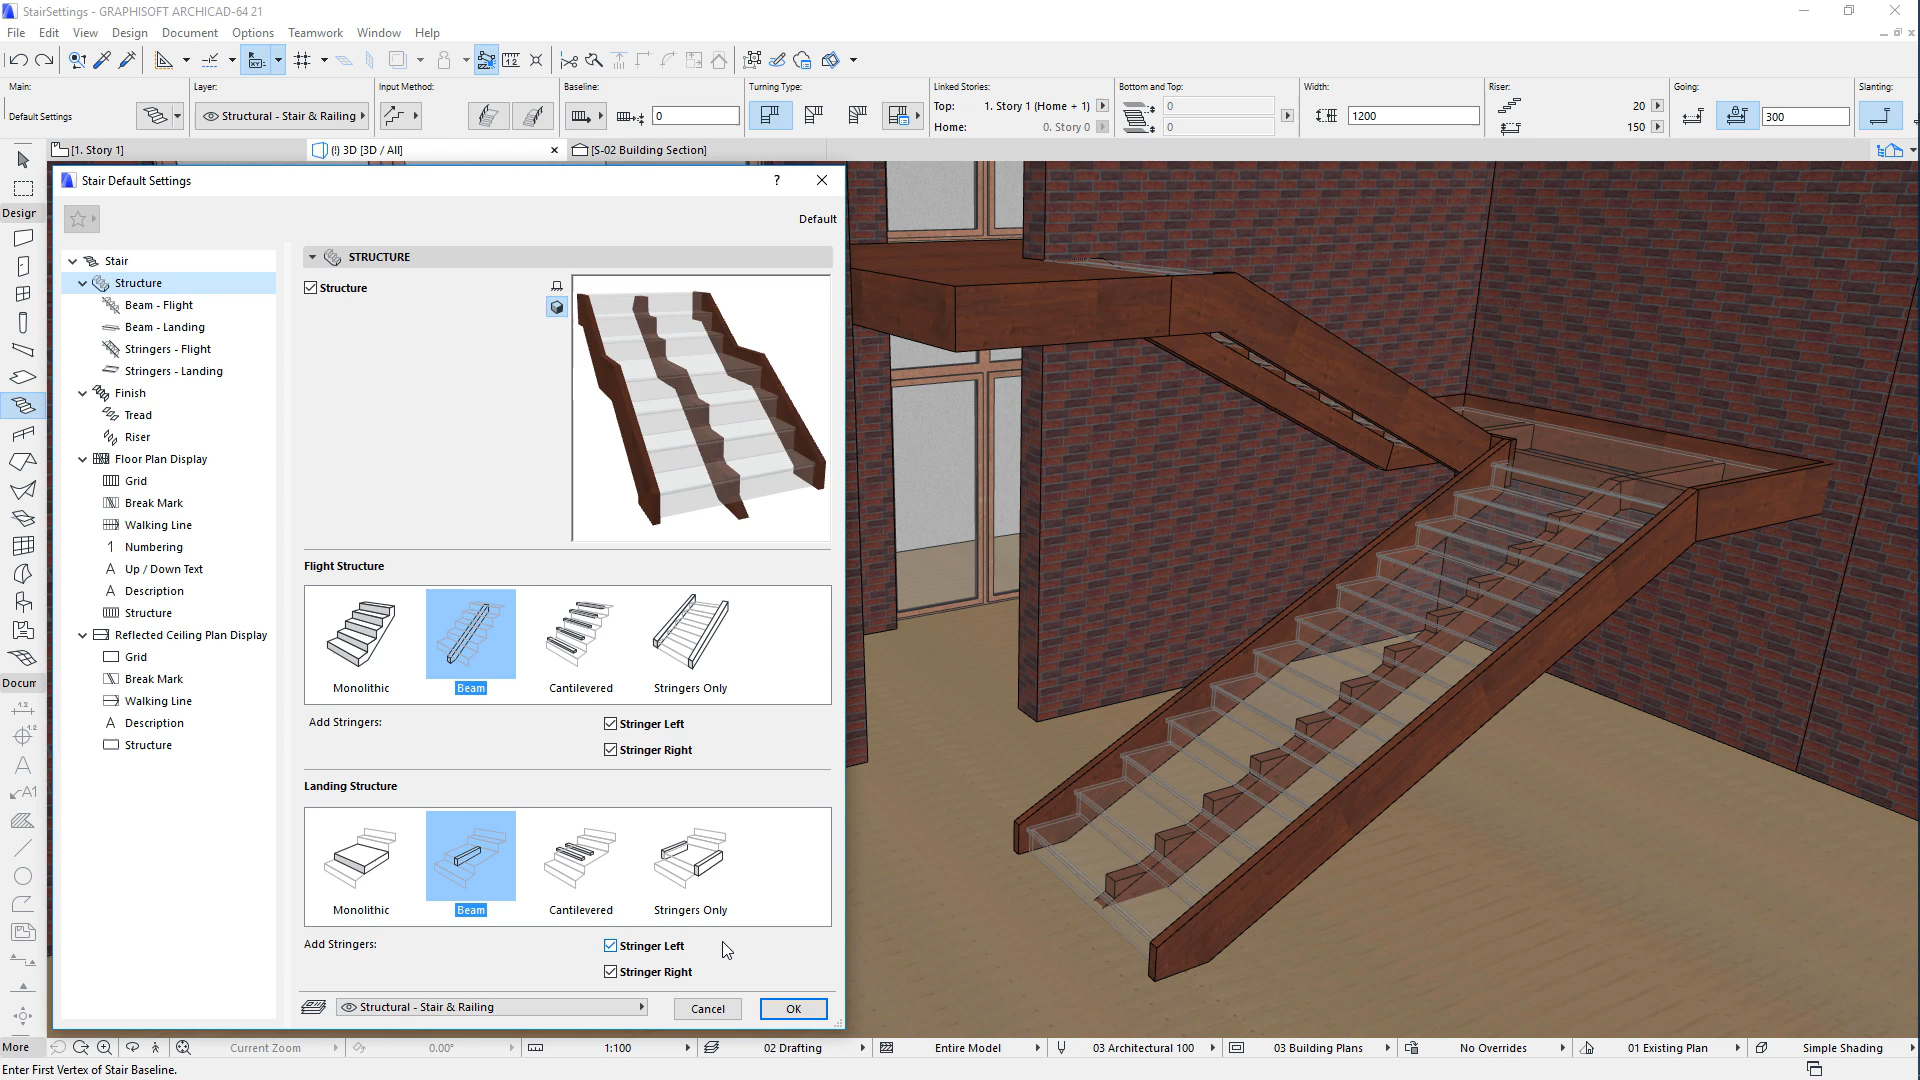 StairSettings - GRAPHISOFT ARCHICAD-64 21
File Edit View Design Document Options Teamwork Window Help
Main: Layer: Input Method: Baseline: Turning Type: Linked Stories: Bottom and Top: Width: Riser: Going: Slanting:
Top: 1. Story 1 (Home + 1) 0 20
Default Settings Structural - Stair & Railing 0 1200 300
Home: 0. Story 0 0 150
[1. Story 1] (!) 3D [3D / All] [S-02 Building Section]
Stair Default Settings ?
Default
Design
Stair
Structure
Beam - Flight
Beam - Landing
Stringers - Flight
Stringers - Landing
Finish
Tread
Riser
Floor Plan Display
Grid
Break Mark
Walking Line
1 Numbering
A Up / Down Text
A Description
Structure
Reflected Ceiling Plan Display
Grid
Break Mark
Walking Line
A Description
Structure
STRUCTURE
Structure
Flight Structure
Monolithic Beam Cantilevered Stringers Only
Add Stringers: Stringer Left
Stringer Right
Landing Structure
Monolithic Beam Cantilevered Stringers Only
Add Stringers: Stringer Left
Stringer Right
Structural - Stair & Railing Cancel OK
Docum
1.2
1.2
A
A1
More Current Zoom 0.00° 1:100 02 Drafting Entire Model 03 Architectural 100 03 Building Plans No Overrides 01 Existing Plan Simple Shading
Enter First Vertex of Stair Baseline.